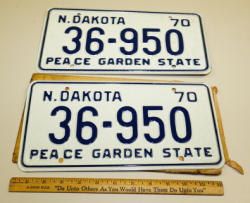 N.DAKOTA 70
36-950
PEACE GARDEN STATE
N.DAKOTA 70
36-950
PEACE GARDEN STATE
"Do Unto Others As You Would Have Them Do Unto You"